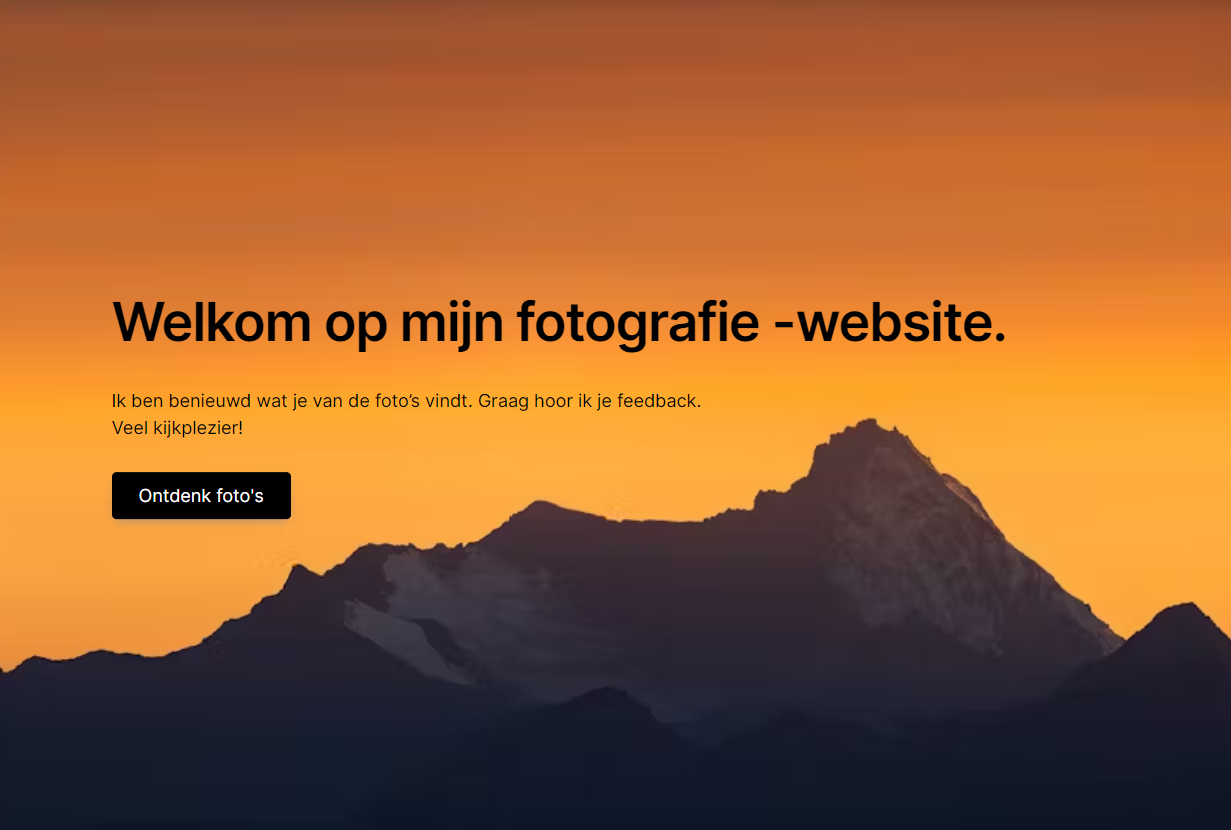 Welkom op mijn fotografie -website.
Ik ben benieuwd wat je van de foto’s vindt. Graag hoor ik je feedback.
Veel kijkplezier!
Ontdenk foto's